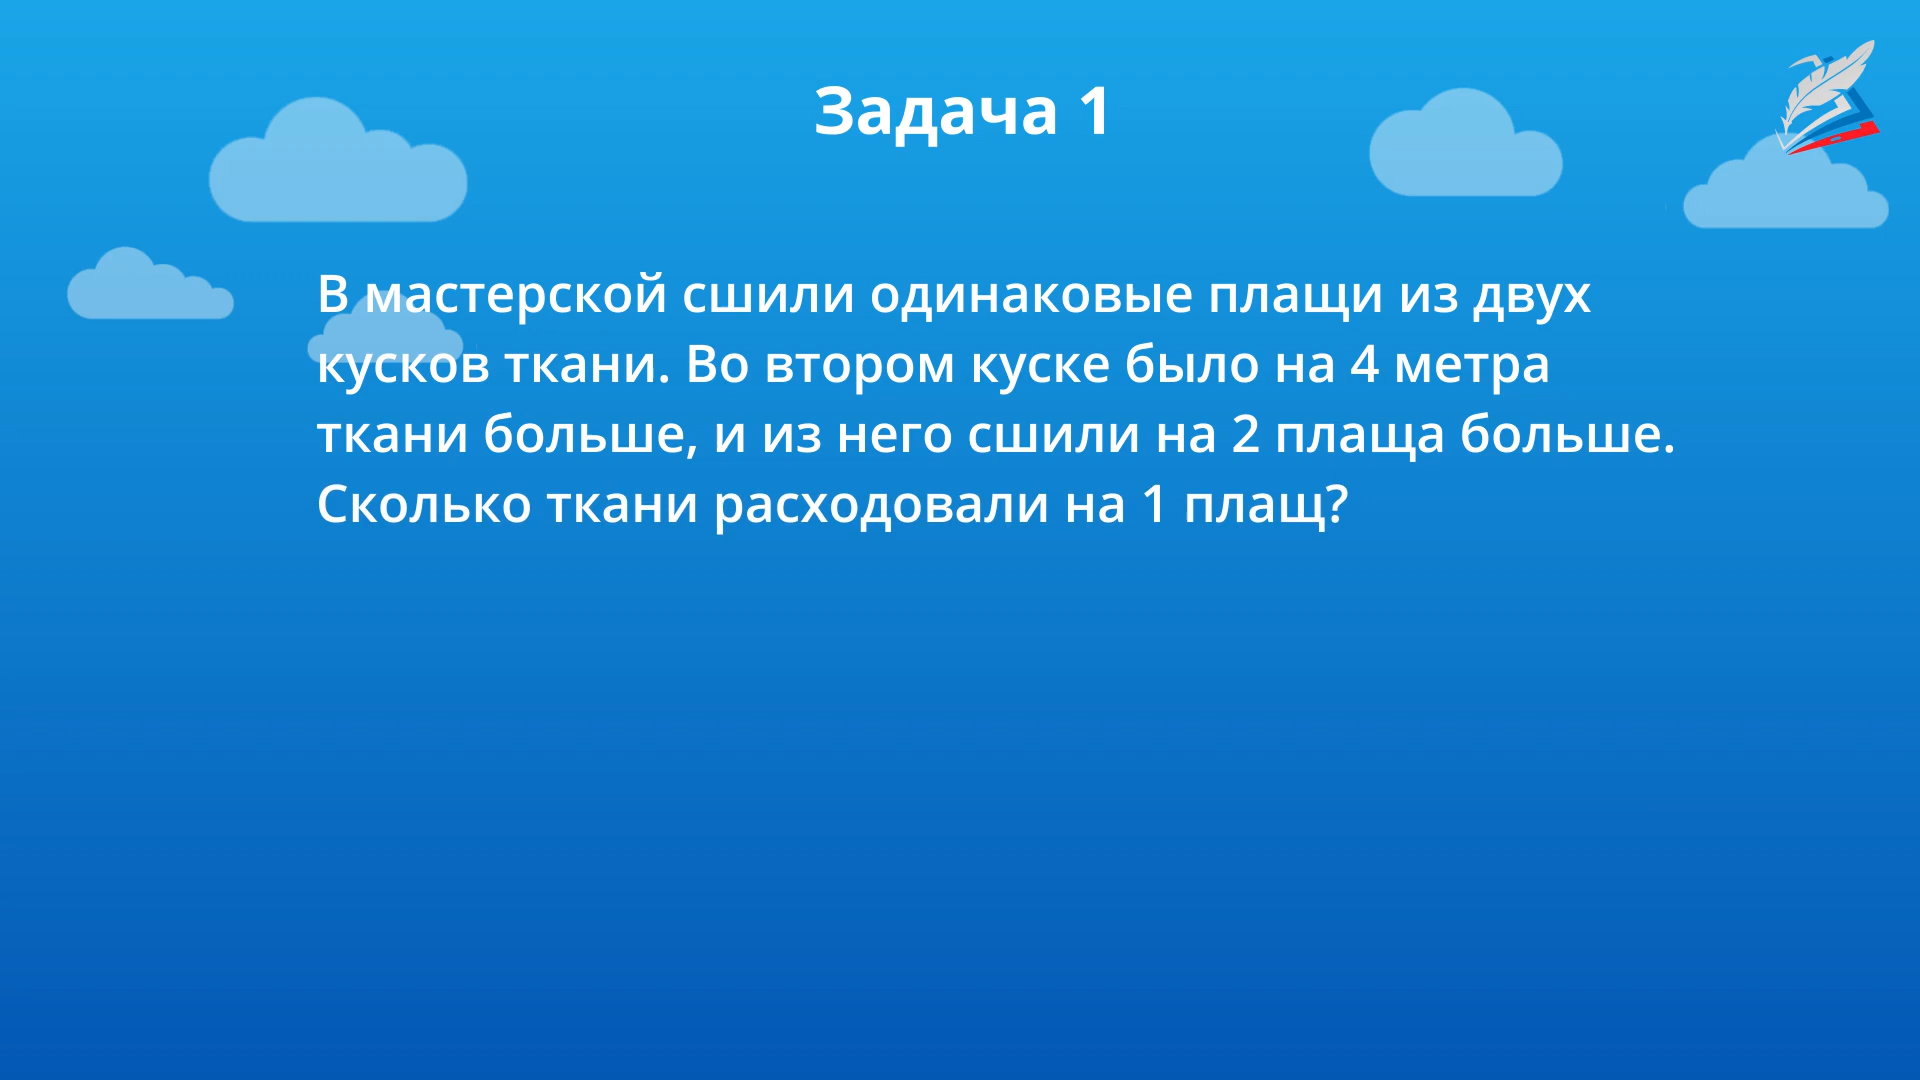 Задача 1
В мастерской сшили одинаковые плащи из двух
кусков ткани. Во втором куске было на 4 метра
ткани больше, и из него сшили на 2 плаща больше.
Сколько ткани расходовали на 1 плащ?